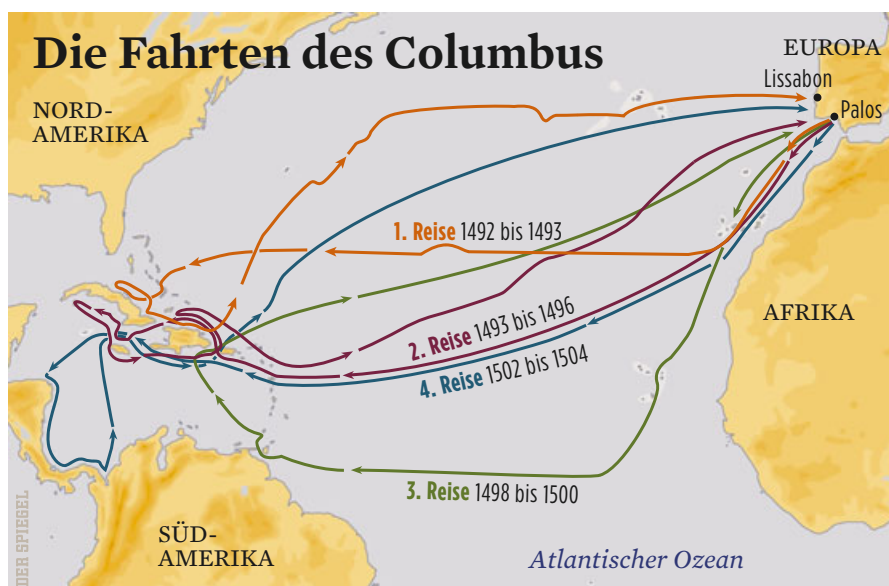 Die Fahrten des Columbus
EUROPA
Lissabon
Palos
NORD-
AMERIKA
1. Reise 1492 bis 1493
AFRIKA
2. Reise 1493 bis 1496
4. Reise 1502 bis 1504
3. Reise 1498 bis 1500
SÜD-
AMERIKA
Atlantischer Ozean
DER SPIEGEL